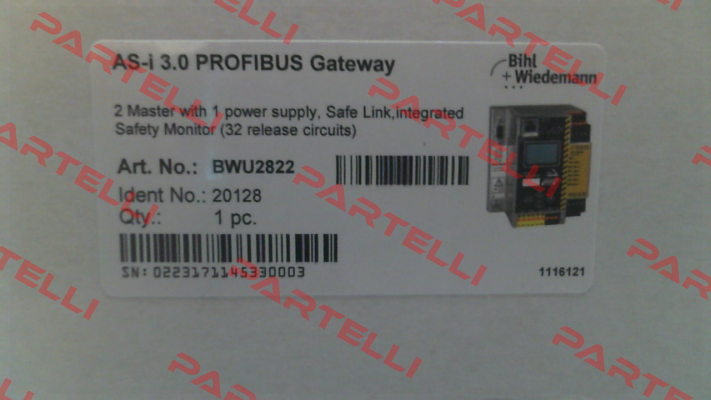 AS-i 3.0 PROFIBUS Gateway
Bihl
+ Wiedemann
2 Master with 1 power supply, Safe Link,integrated
Safety Monitor (32 release circuits)
Art. No.: BWU2822
Ident No.: 20128
Qty.: 1 pc.
SN: 0223171145330003
1116121
PARTELLI
PARTELLI
PARTELLI
PARTELLI
PARTELLI
PARTELLI
PARTELLI